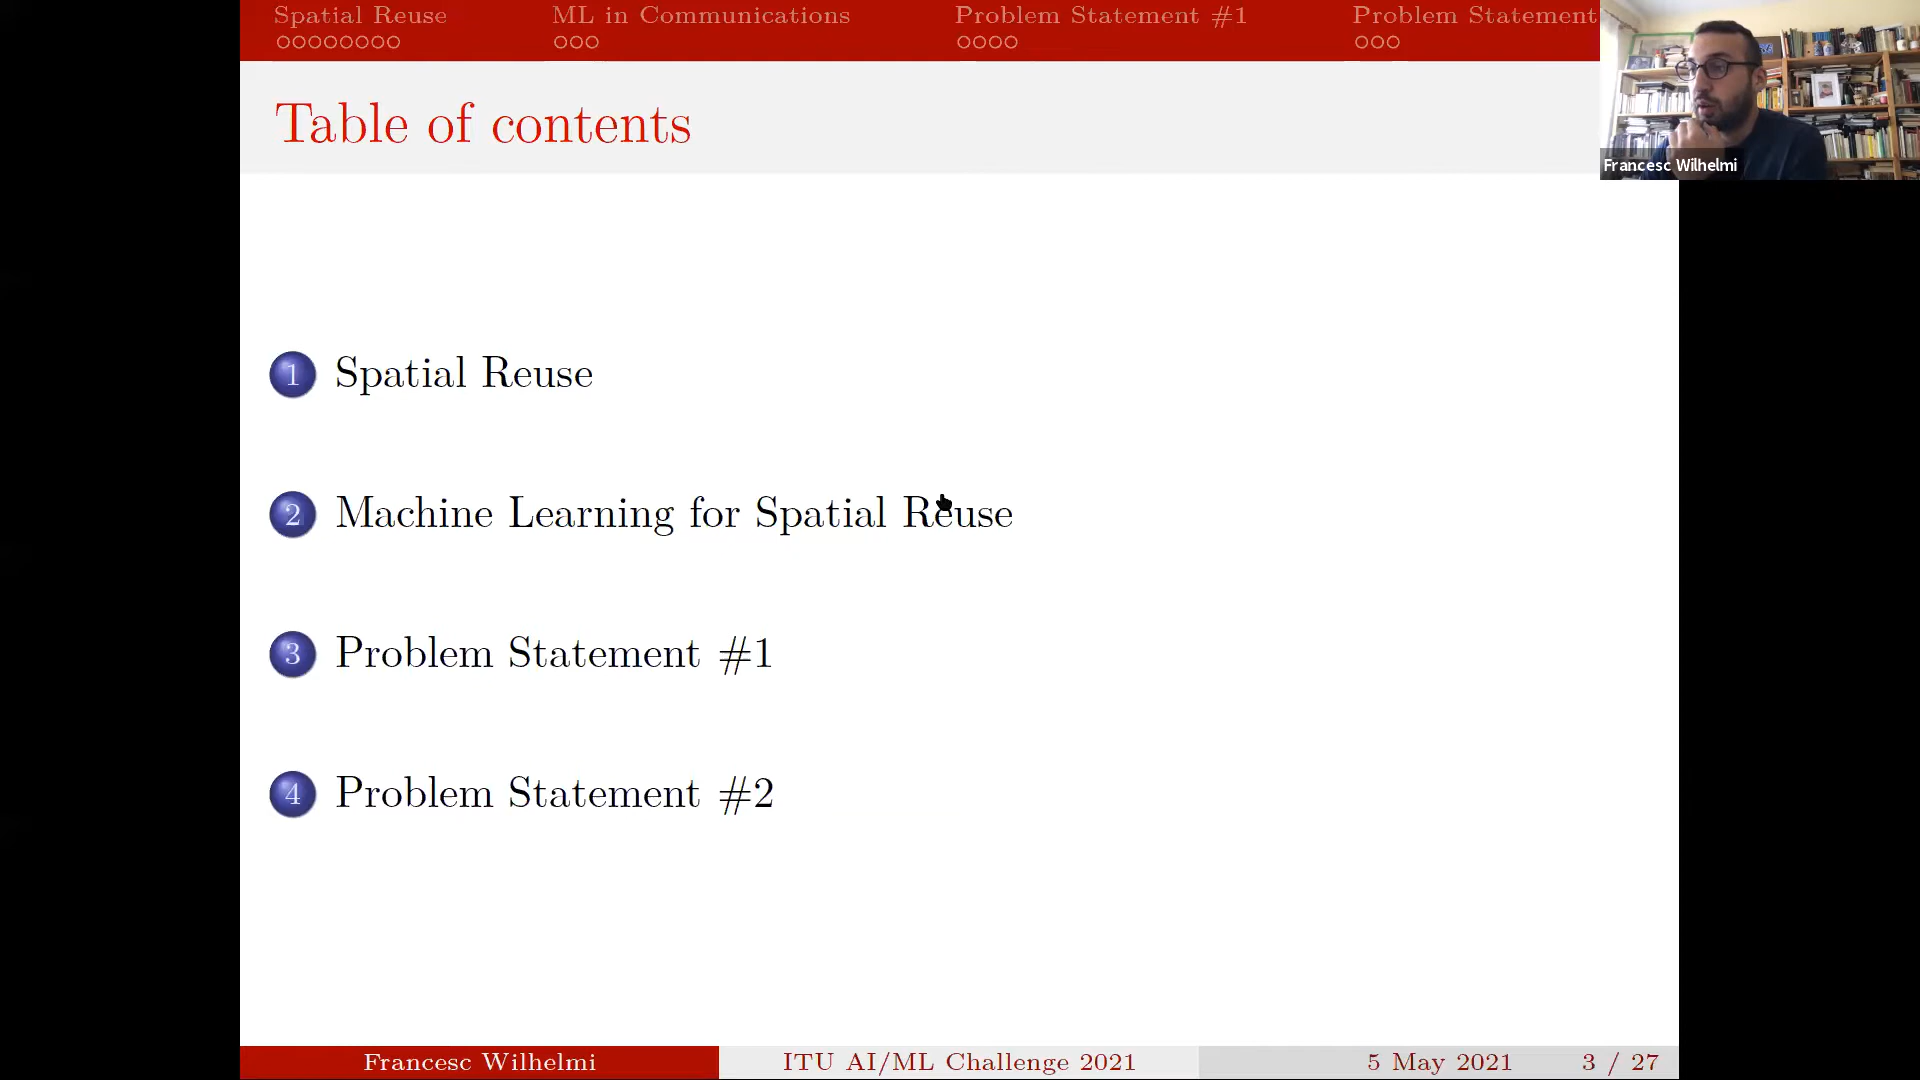 Spatial Reuse
ML in Communications
Problem Statement #1
Problem Statement
Francesc Wilhelmi
Table of contents
1 Spatial Reuse
2 Machine Learning for Spatial Reuse
3 Problem Statement #1
4 Problem Statement #2
Francesc Wilhelmi
ITU AI/ML Challenge 2021
5 May 2021
3 / 27